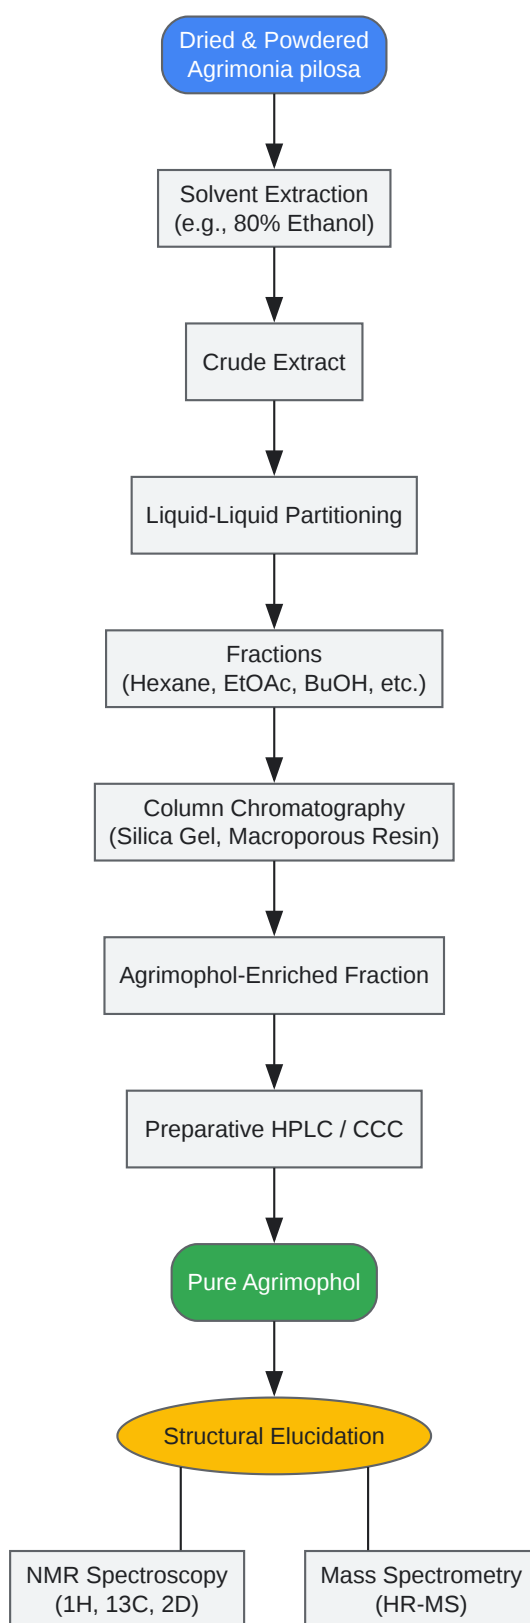 Dried & Powdered
Agrimonia pilosa
Solvent Extraction
(e.g., 80% Ethanol)
Crude Extract
Liquid-Liquid Partitioning
Fractions
(Hexane, EtOAc, BuOH, etc.)
Column Chromatography
(Silica Gel, Macroporous Resin)
Agrimophol-Enriched Fraction
Preparative HPLC / CCC
Pure Agrimophol
Structural Elucidation
NMR Spectroscopy
(1H, 13C, 2D)
Mass Spectrometry
(HR-MS)